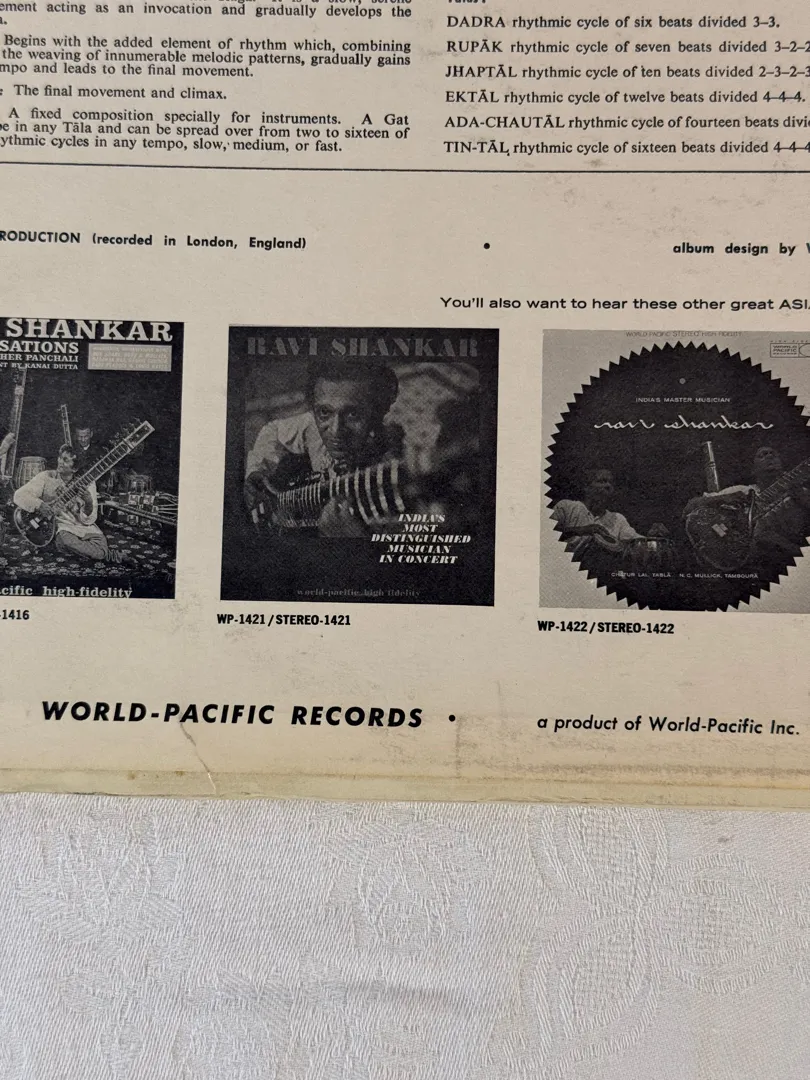 ement acting as an invocation and gradually develops the
Begins with the added element of rhythm which, combining
the weaving of innumerable melodic patterns, gradually gains
mpo and leads to the final movement.
: The final movement and climax.
A fixed composition specially for instruments. A Gat
be in any Tāla and can be spread over from two to sixteen of
ythmic cycles in any tempo, slow, medium, or fast.
DADRA rhythmic cycle of six beats divided 3–3.
RUPĀK rhythmic cycle of seven beats divided 3–2–2
JHAPTĀL rhythmic cycle of ten beats divided 2–3–2–3
EKTĀL rhythmic cycle of twelve beats divided 4–4–4.
ADA-CHAUTĀL rhythmic cycle of fourteen beats divi
TIN-TĀL rhythmic cycle of sixteen beats divided 4–4–4
RODUCTION (recorded in London, England)
•
album design by W
You'll also want to hear these other great ASI
SHANKAR
SATIONS
HER PANCHALI
NT BY KANAI DUTTA
cific high-fidelity
-1416
RAVI SHANKAR
INDIA'S
MOST
DISTINGUISHED
MUSICIAN
IN CONCERT
world-pacific high fidelity
WP-1421/STEREO-1421
WORLD-PACIFIC STEREO HIGH FIDELITY
WORLD PACIFIC
INDIA'S MASTER MUSICIAN
ravi shankar
CHATUR LAL, TABLA N. C. MULLICK, TAMBOURA
WP-1422/STEREO-1422
WORLD-PACIFIC RECORDS •
a product of World-Pacific Inc.